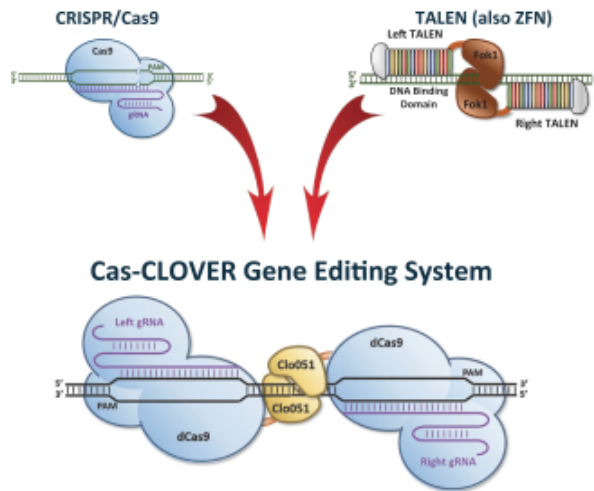 CRISPR/Cas9
TALEN (also ZFN)
Left TALEN
Cas9
PAM
gRNA
Fok1
DNA Binding
Domain
Fok1
Right TALEN
Cas-CLOVER Gene Editing System
Left gRNA
dCas9
Clo051
PAM
5'
3'
3'
5'
PAM
Clo051
dCas9
Right gRNA